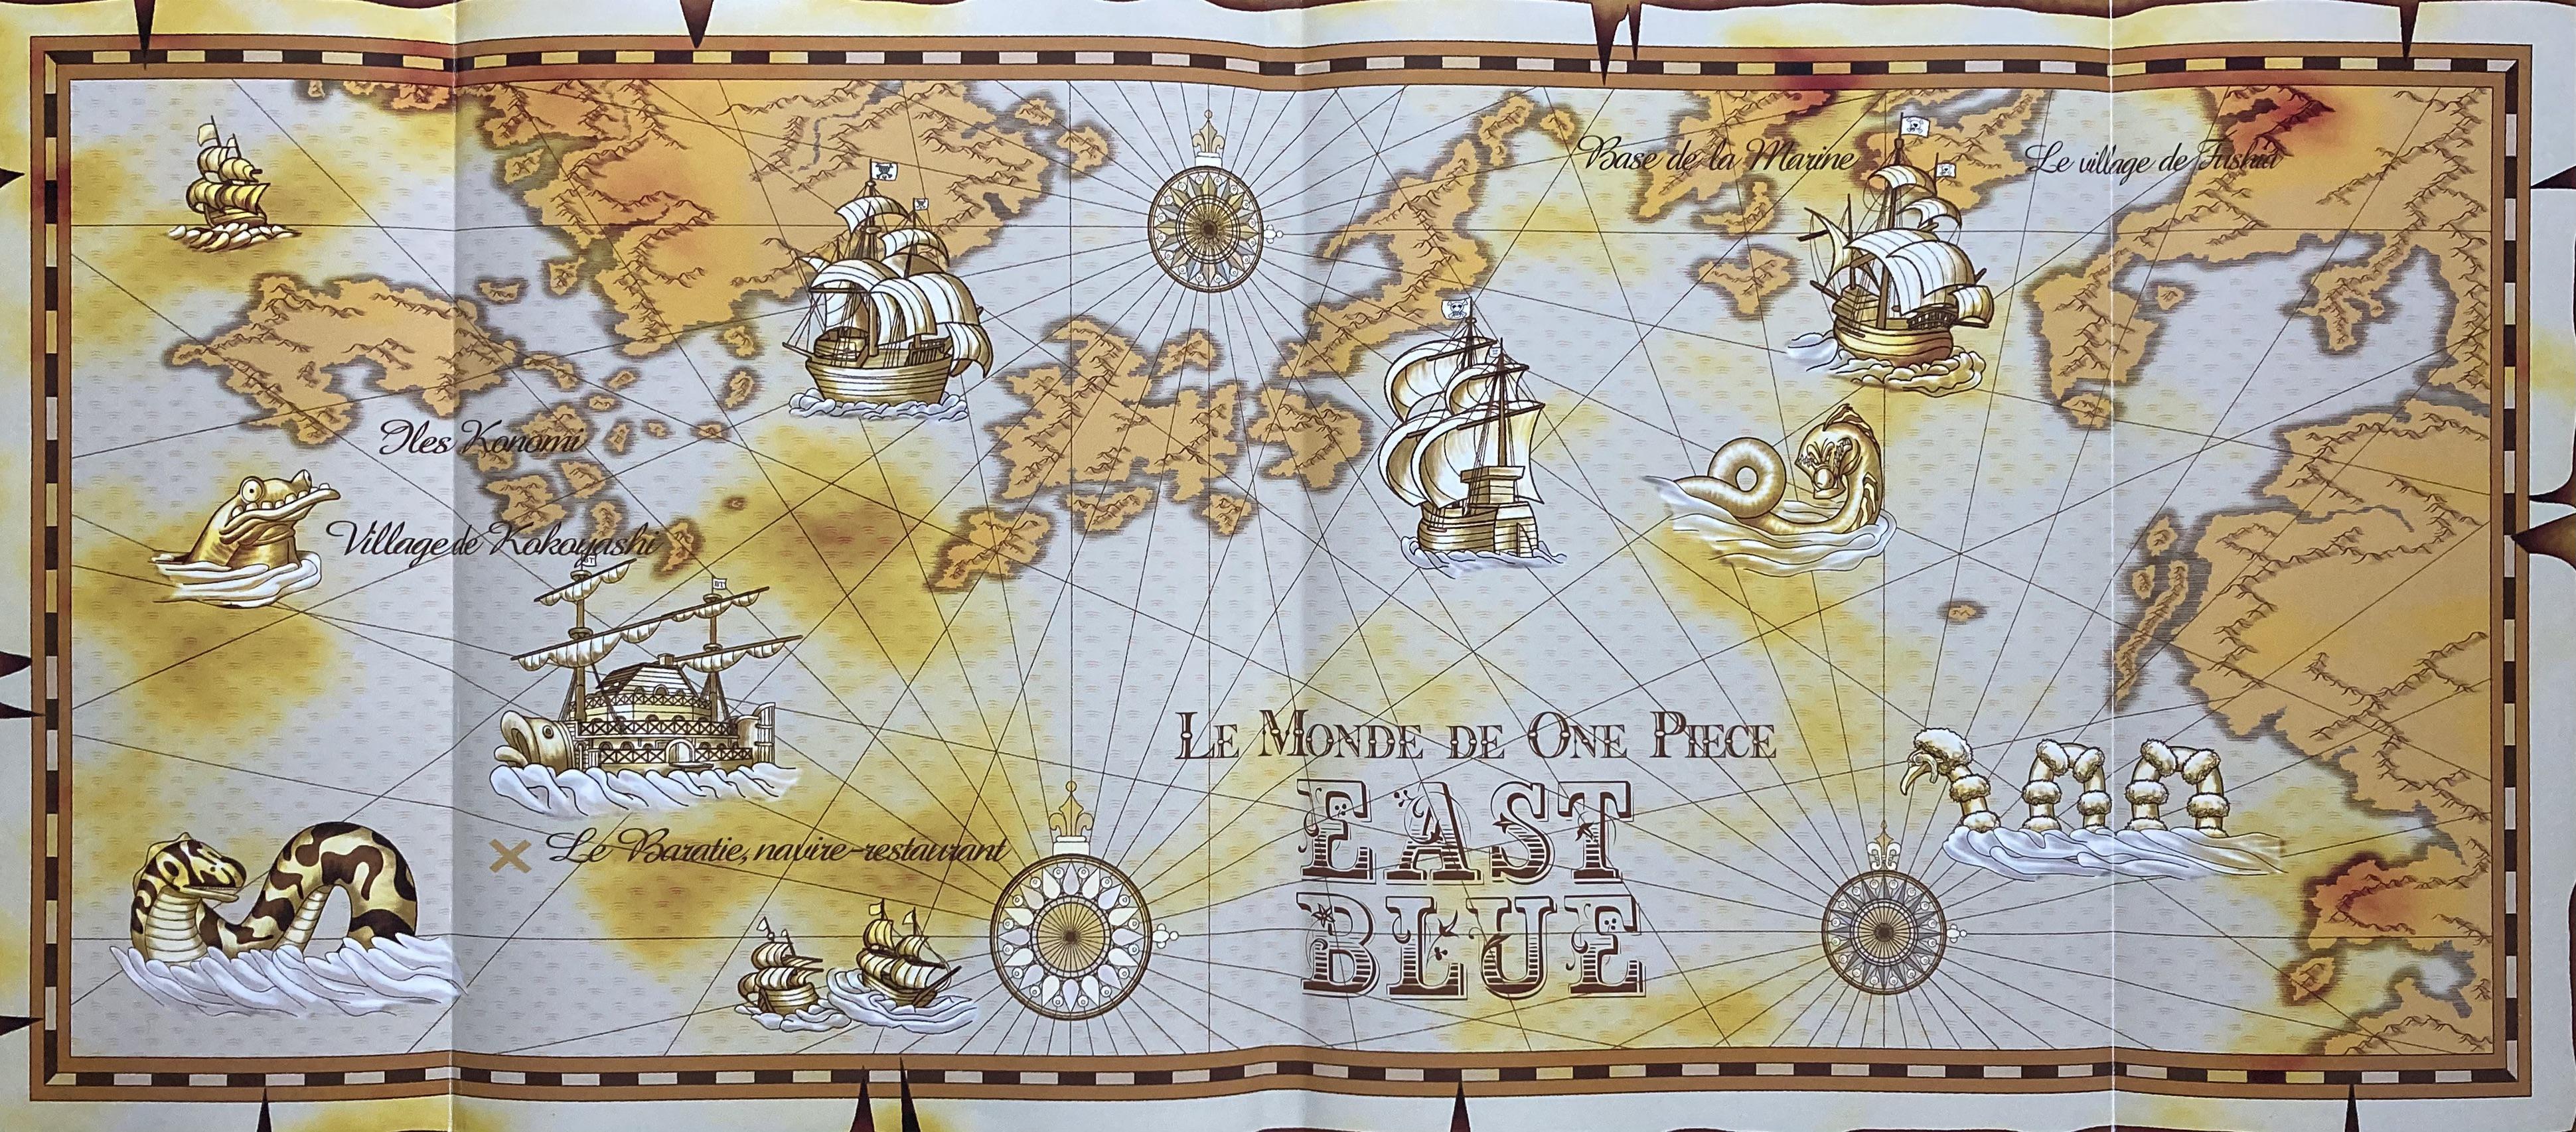 Base de la Marine
Le village de Fushia
Iles Konomi
Village de Kokoyashi
Le Monde de One Piece
EAST
BLUE
Le Baratie, navire-restaurant